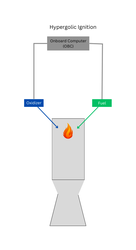 Hypergolic Ignition
Onboard Computer
(OBC)
Oxidizer
Fuel